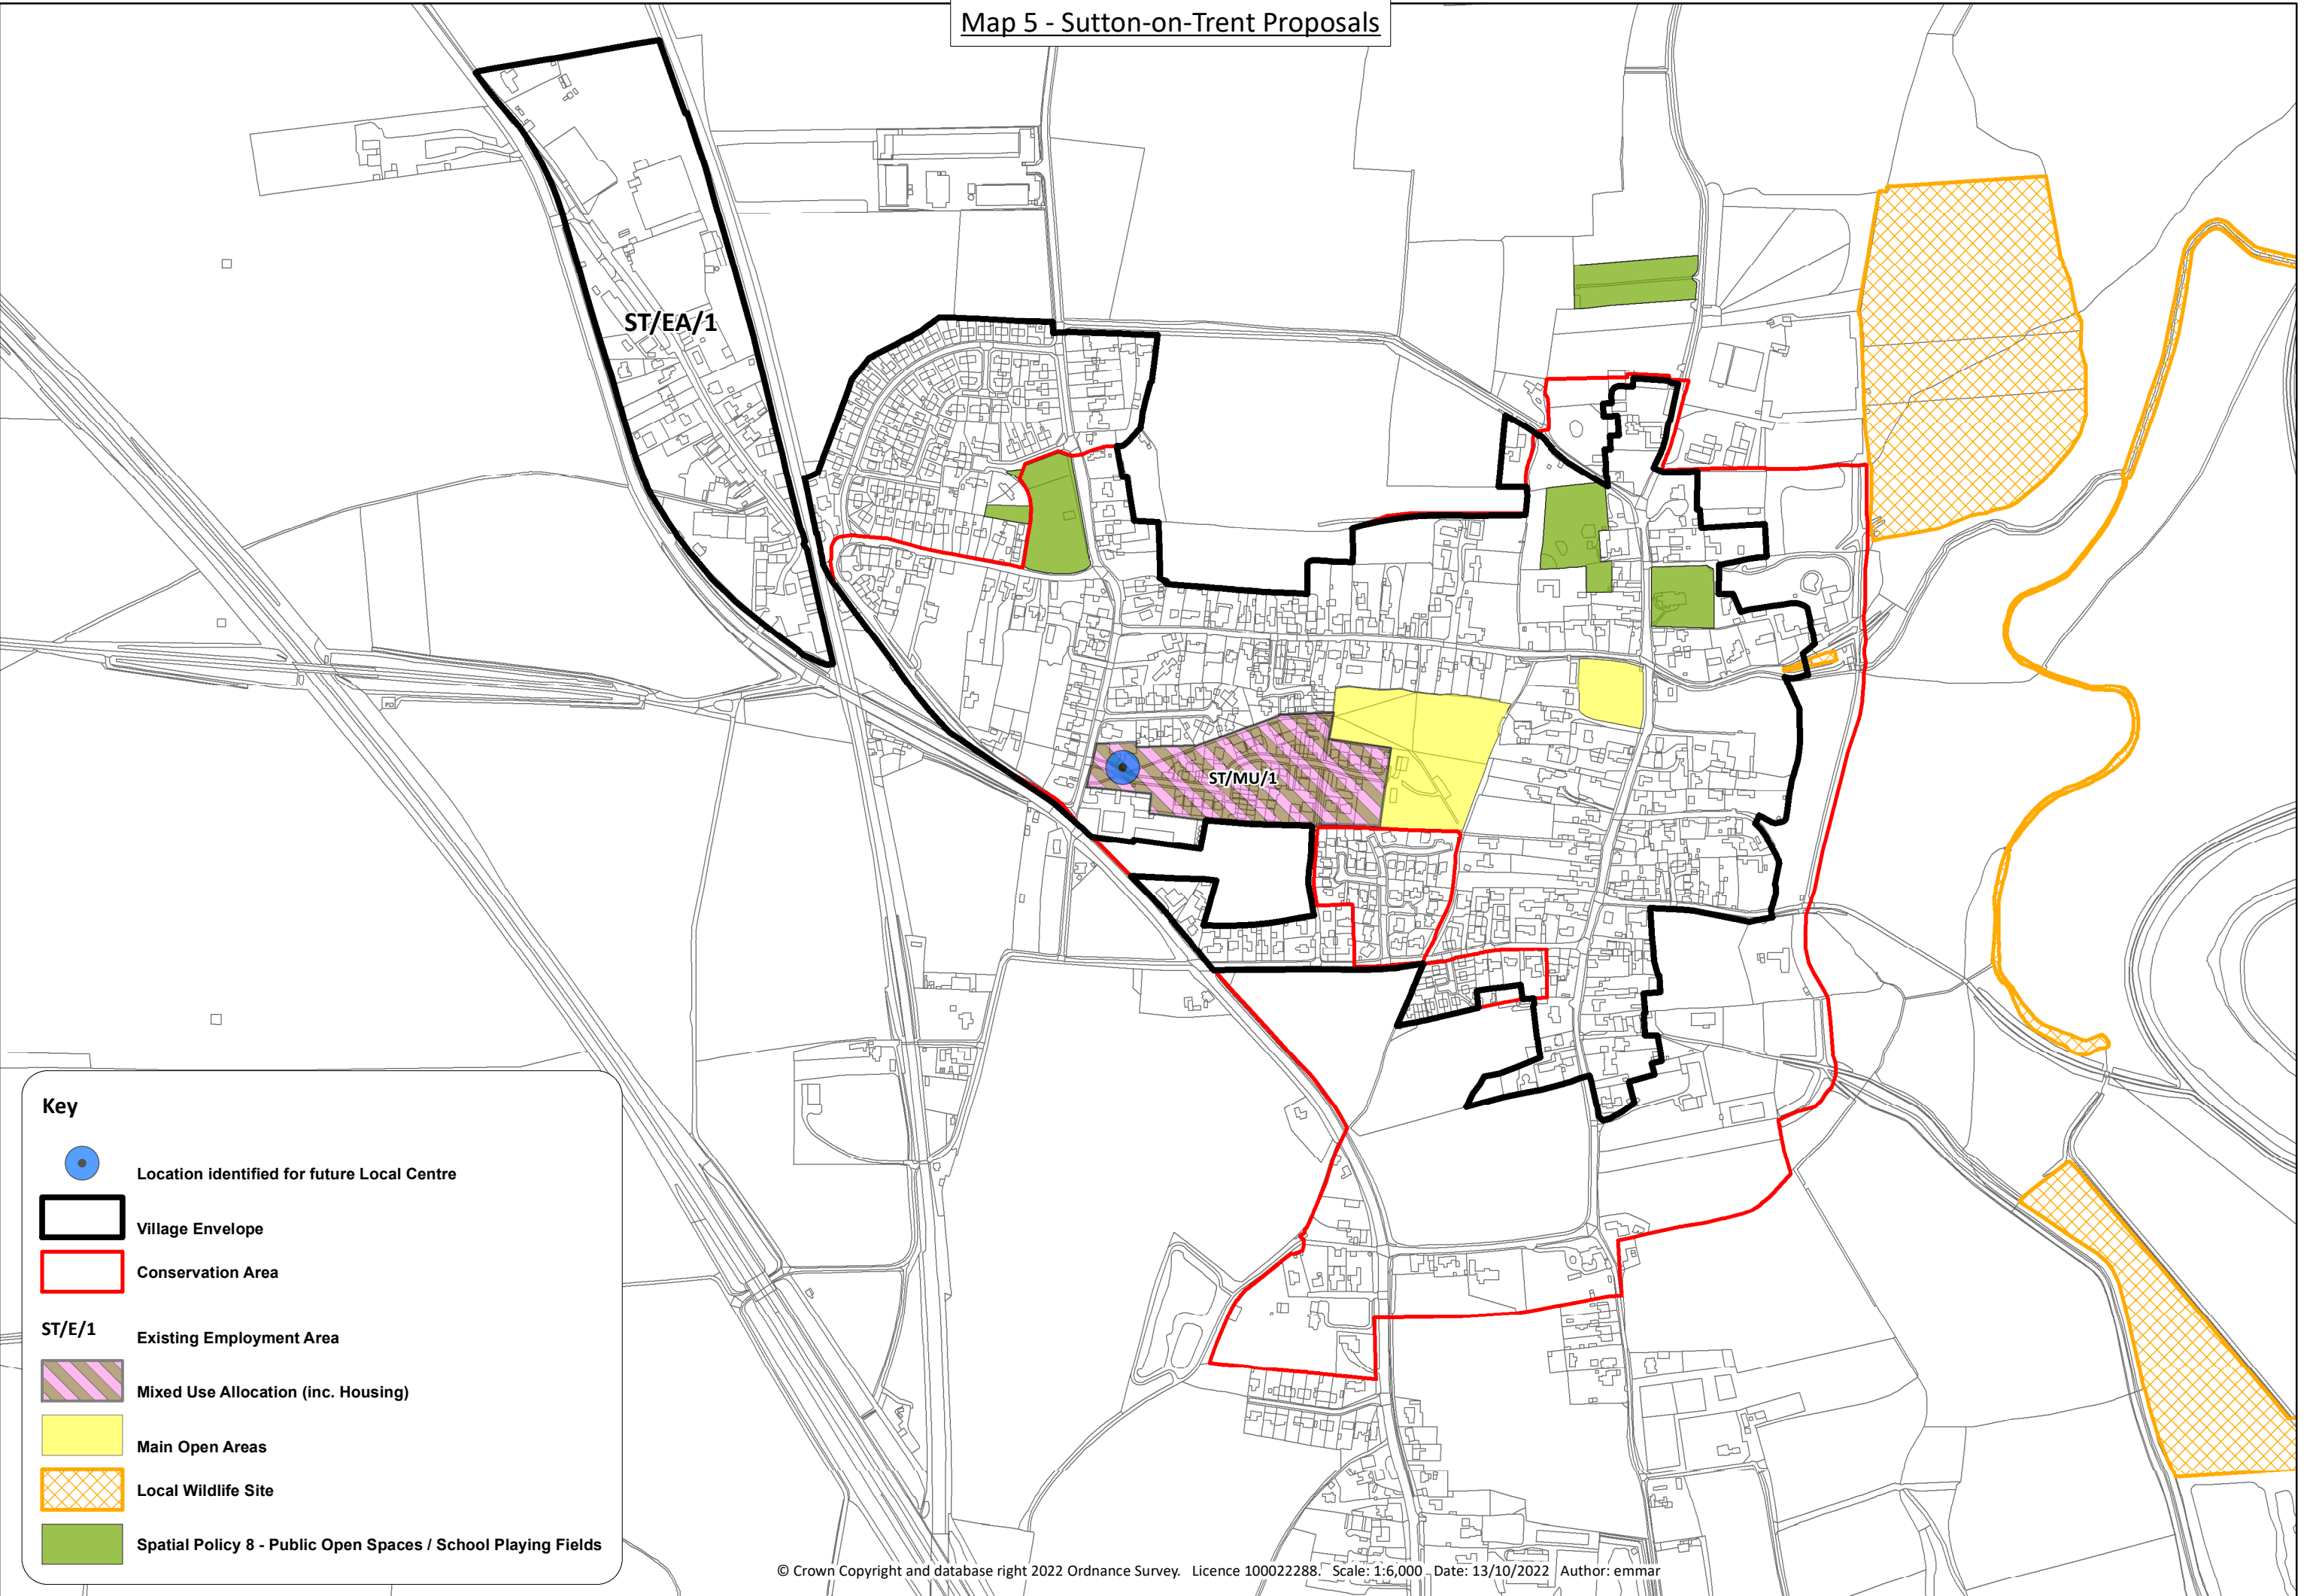 Map 5 - Sutton-on-Trent Proposals
ST/EA/1
ST/MU/1
Key
Location identified for future Local Centre
Village Envelope
Conservation Area
ST/E/1 Existing Employment Area
Mixed Use Allocation (inc. Housing)
Main Open Areas
Local Wildlife Site
Spatial Policy 8 - Public Open Spaces / School Playing Fields
© Crown Copyright and database right 2022 Ordnance Survey. Licence 100022288. Scale: 1:6,000 Date: 13/10/2022 Author: emmar